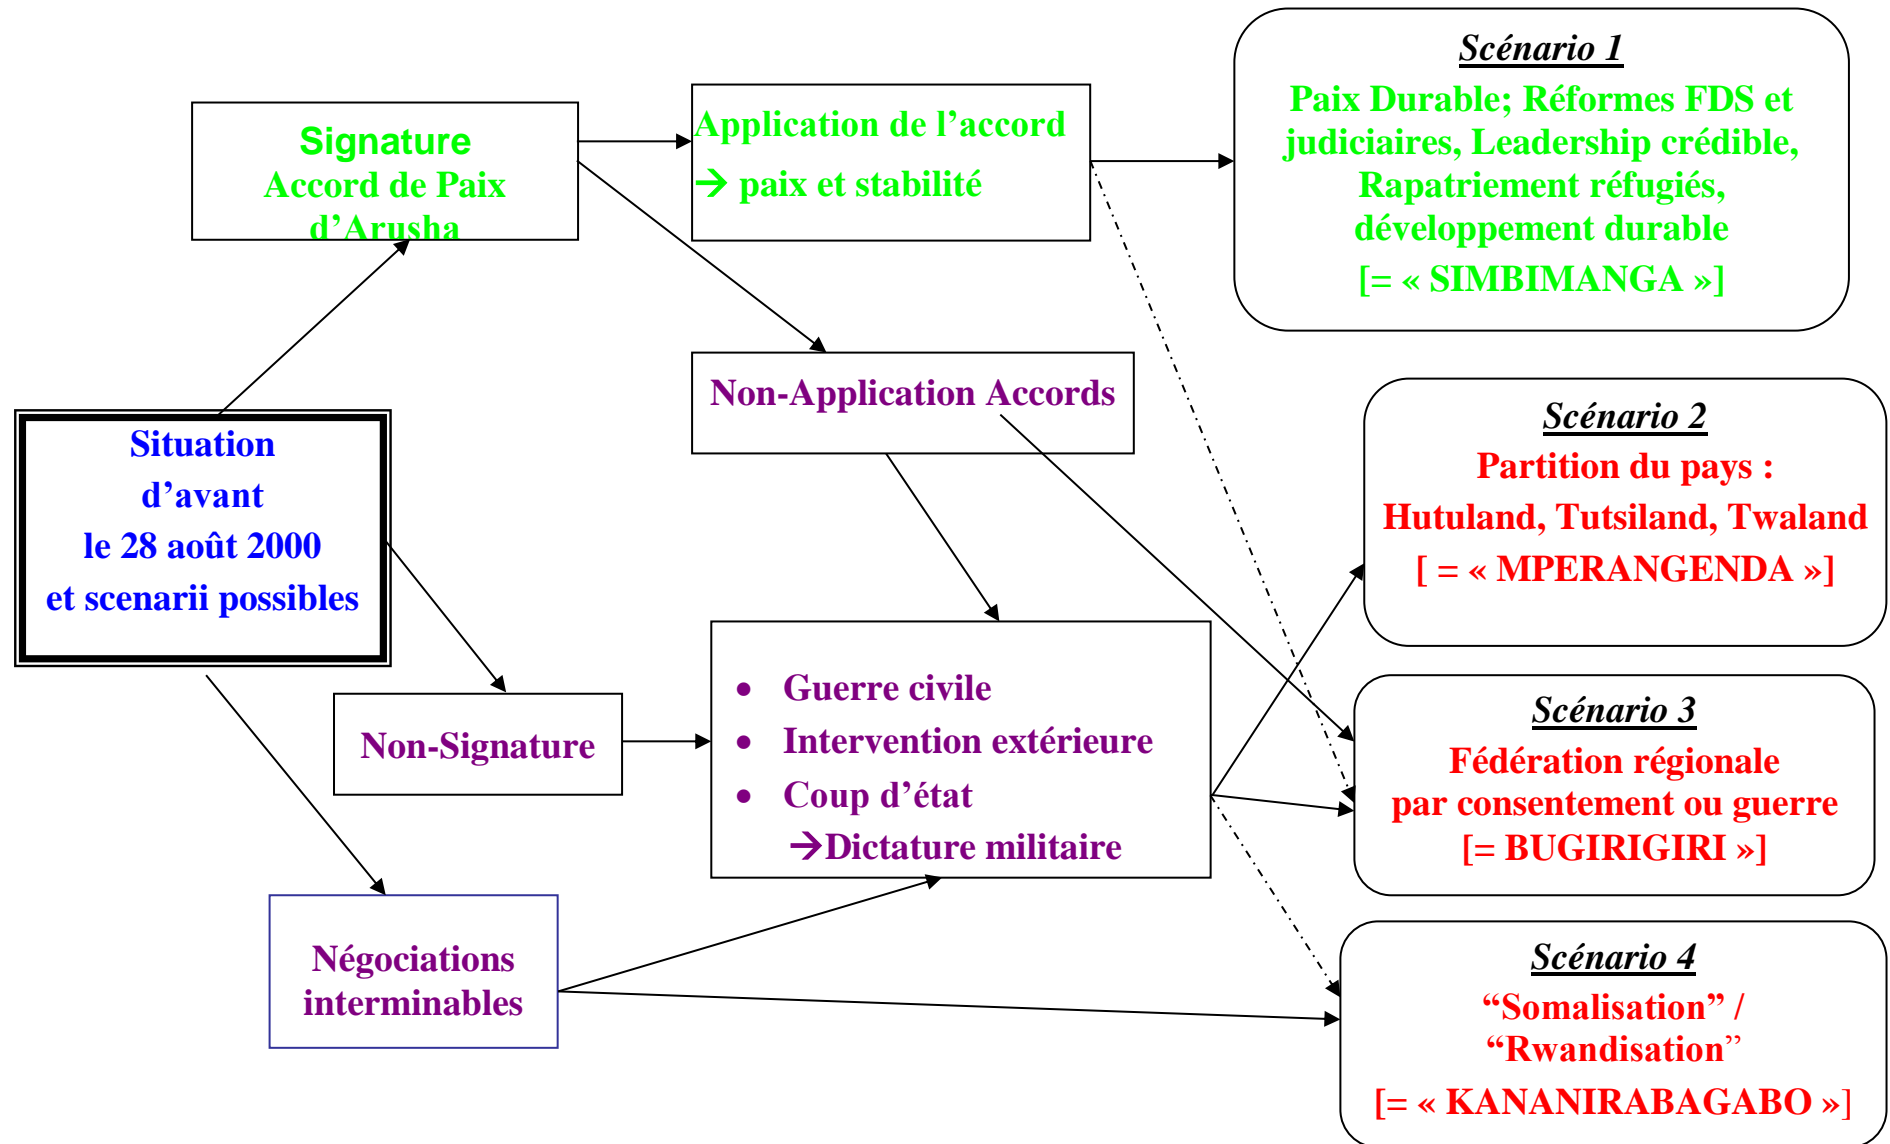 Scénario 1
Paix Durable; Réformes FDS et
judiciaires, Leadership crédible,
Rapatriement réfugiés,
développement durable
[= « SIMBIMANGA »]
Signature
Accord de Paix
d’Arusha
Application de l’accord
→ paix et stabilité
Non-Application Accords
Situation
d’avant
le 28 août 2000
et scenarii possibles
Scénario 2
Partition du pays :
Hutuland, Tutsiland, Twaland
[ = « MPERANGENDA »]
Non-Signature
• Guerre civile
• Intervention extérieure
• Coup d’état
→Dictature militaire
Scénario 3
Fédération régionale
par consentement ou guerre
[= BUGIRIGIRI »]
Négociations
interminables
Scénario 4
“Somalisation” /
“Rwandisation”
[= « KANANIRABAGABO »]